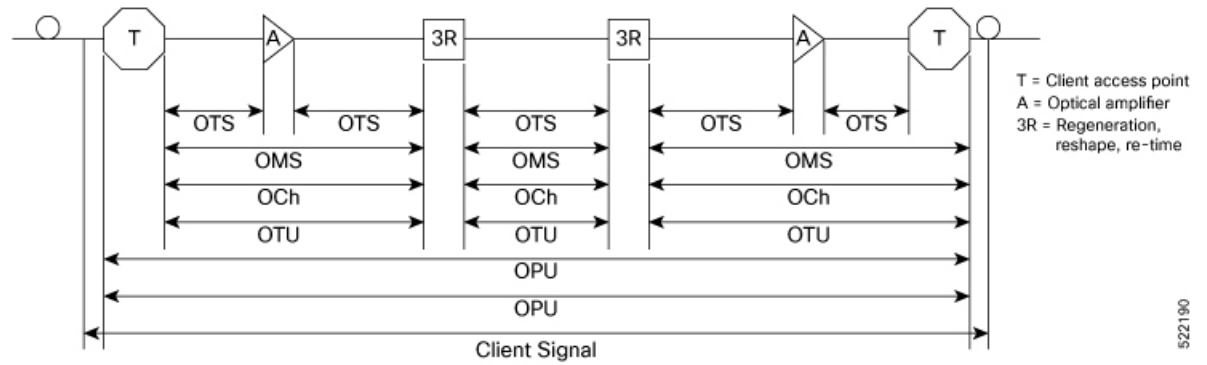 T A 3R 3R A T
T = Client access point
A = Optical amplifier
3R = Regeneration,
reshape, re-time
OTS OTS OTS OTS OTS
OMS OMS OMS
OCh OCh OCh
OTU OTU OTU
OPU
OPU
Client Signal
522190